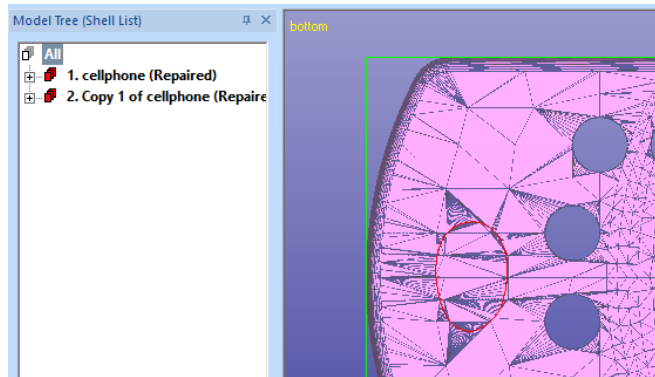 Model Tree (Shell List)
All
1. cellphone (Repaired)
2. Copy 1 of cellphone (Repaire
bottom